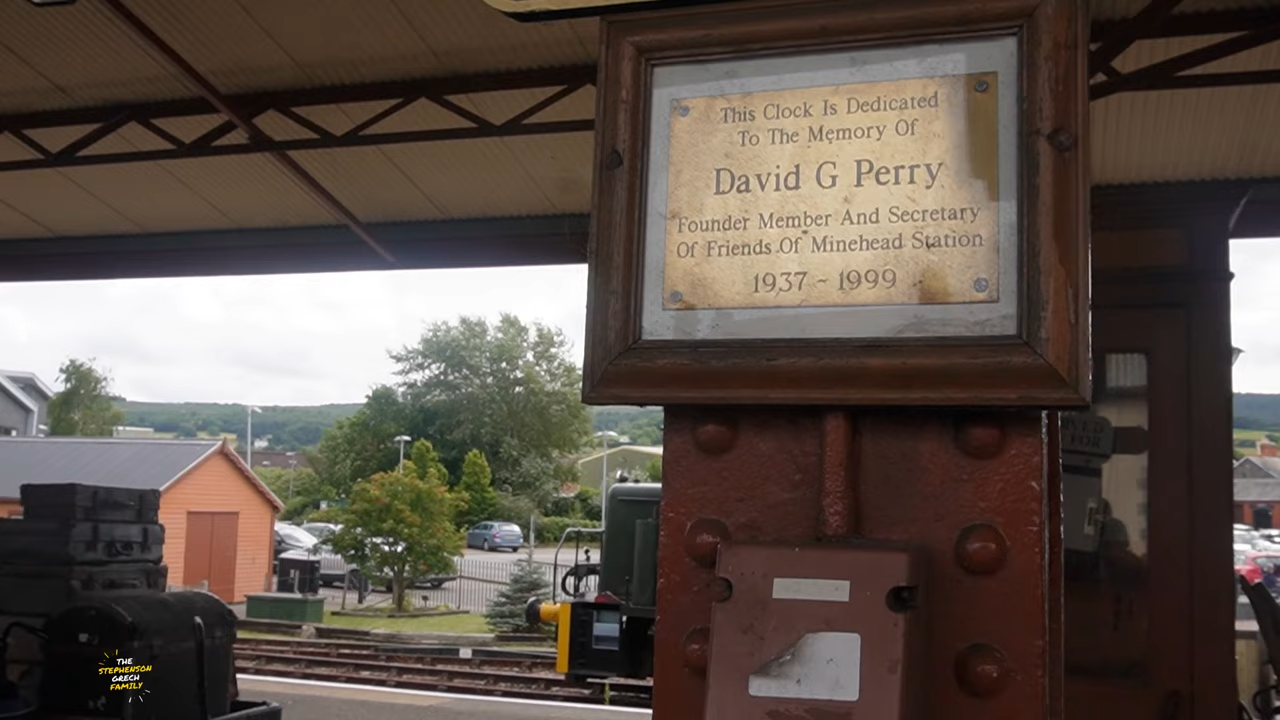 This Clock Is Dedicated
To The Memory Of
David G Perry
Founder Member And Secretary
Of Friends Of Minehead Station
1937 ~ 1999
FOR
THE
STEPHENSON
GRECH
FAMILY